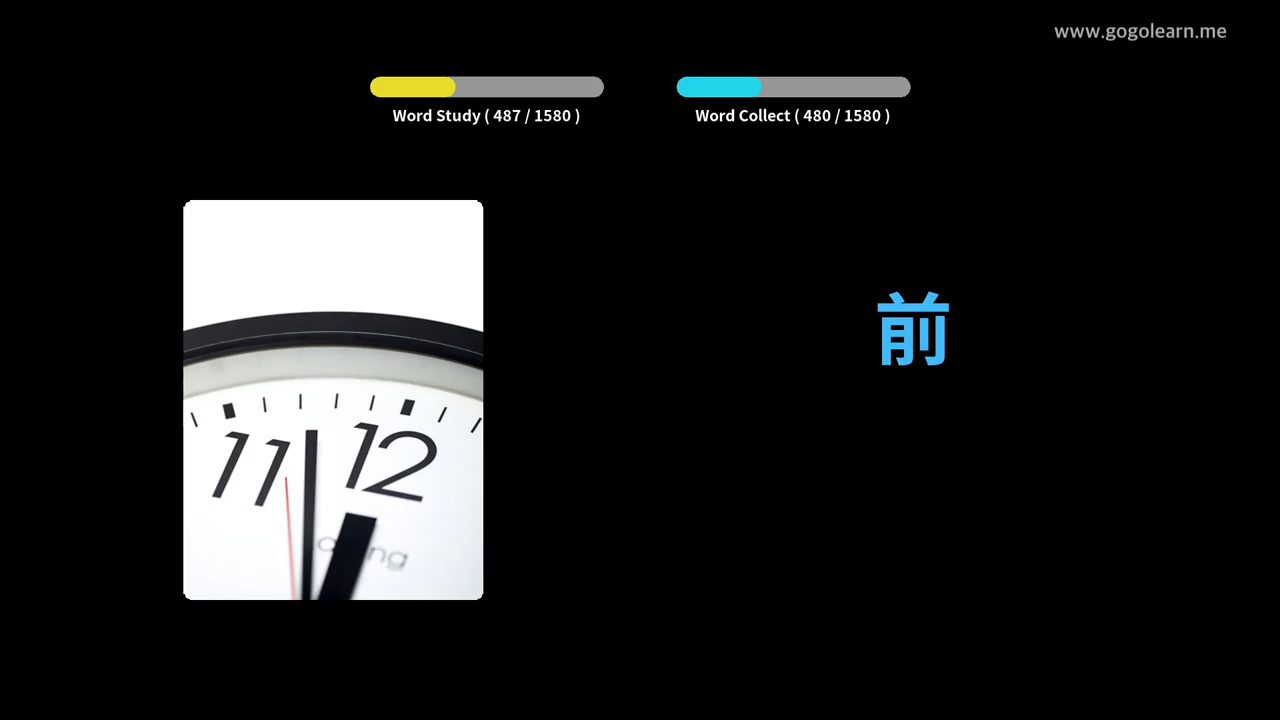 www.gogolearn.me
Word Study ( 487 / 1580 )
Word Collect ( 480 / 1580 )
前
11
12